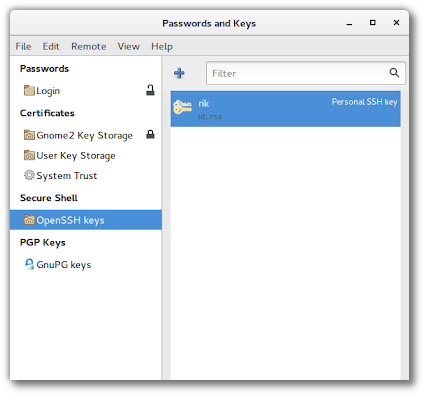 Passwords and Keys
File Edit Remote View Help
Passwords
Login
Certificates
Gnome2 Key Storage
User Key Storage
System Trust
Secure Shell
OpenSSH keys
PGP Keys
GnuPG keys
Filter
rik
Personal SSH key
id_rsa